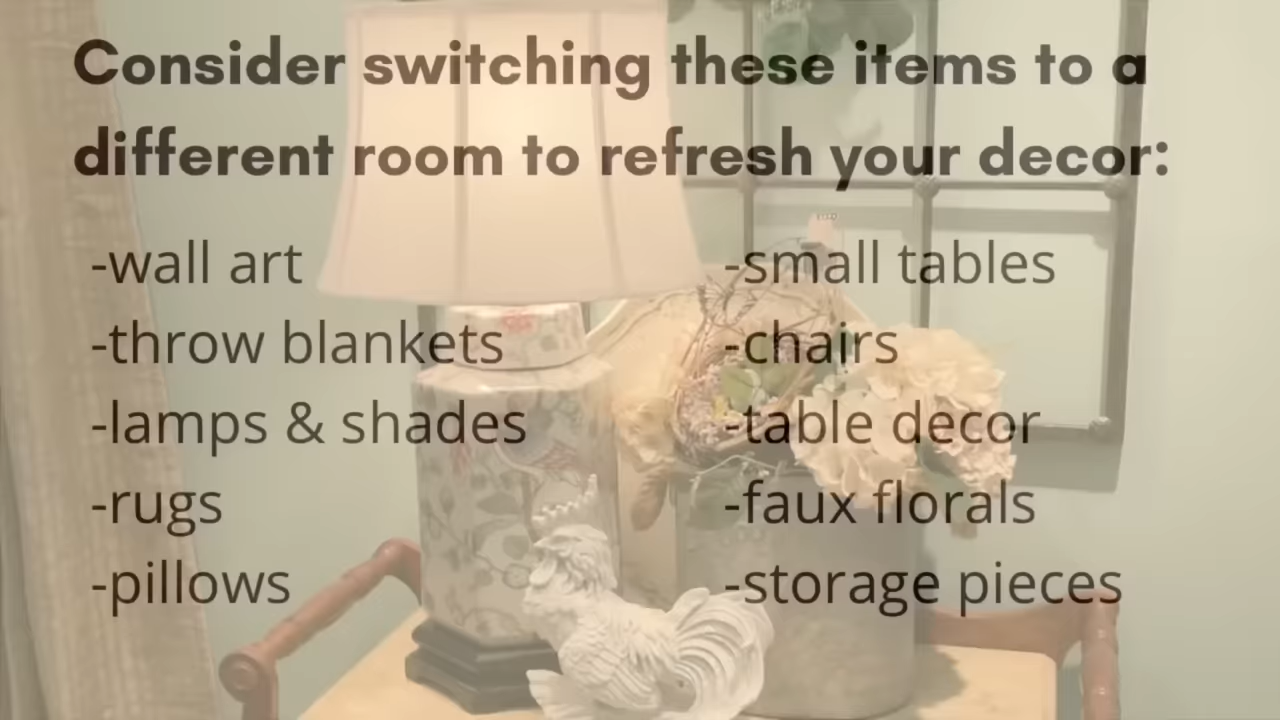 Consider switching these items to a
different room to refresh your decor:
-wall art
-throw blankets
-lamps & shades
-rugs
-pillows
-small tables
-chairs
-table decor
-faux florals
-storage pieces